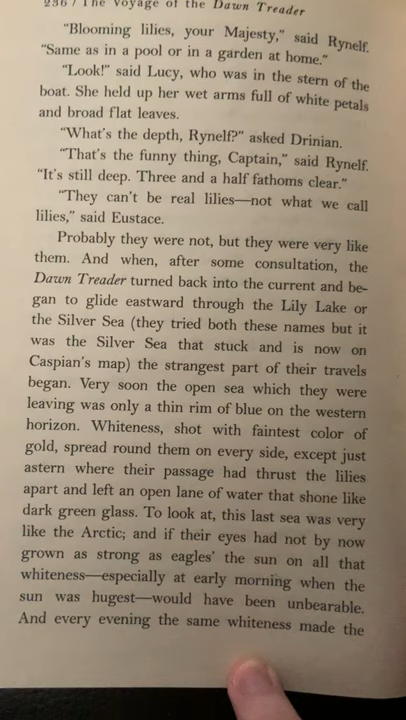 236 / The Voyage of the Dawn Treader
“Blooming lilies, your Majesty,” said Rynelf.
“Same as in a pool or in a garden at home.”
“Look!” said Lucy, who was in the stern of the
boat. She held up her wet arms full of white petals
and broad flat leaves.
“What’s the depth, Rynelf?” asked Drinian.
“That’s the funny thing, Captain,” said Rynelf.
“It’s still deep. Three and a half fathoms clear.”
“They can’t be real lilies—not what we call
lilies,” said Eustace.
Probably they were not, but they were very like
them. And when, after some consultation, the
Dawn Treader turned back into the current and be-
gan to glide eastward through the Lily Lake or
the Silver Sea (they tried both these names but it
was the Silver Sea that stuck and is now on
Caspian’s map) the strangest part of their travels
began. Very soon the open sea which they were
leaving was only a thin rim of blue on the western
horizon. Whiteness, shot with faintest color of
gold, spread round them on every side, except just
astern where their passage had thrust the lilies
apart and left an open lane of water that shone like
dark green glass. To look at, this last sea was very
like the Arctic; and if their eyes had not by now
grown as strong as eagles’ the sun on all that
whiteness—especially at early morning when the
sun was hugest—would have been unbearable.
And every evening the same whiteness made the